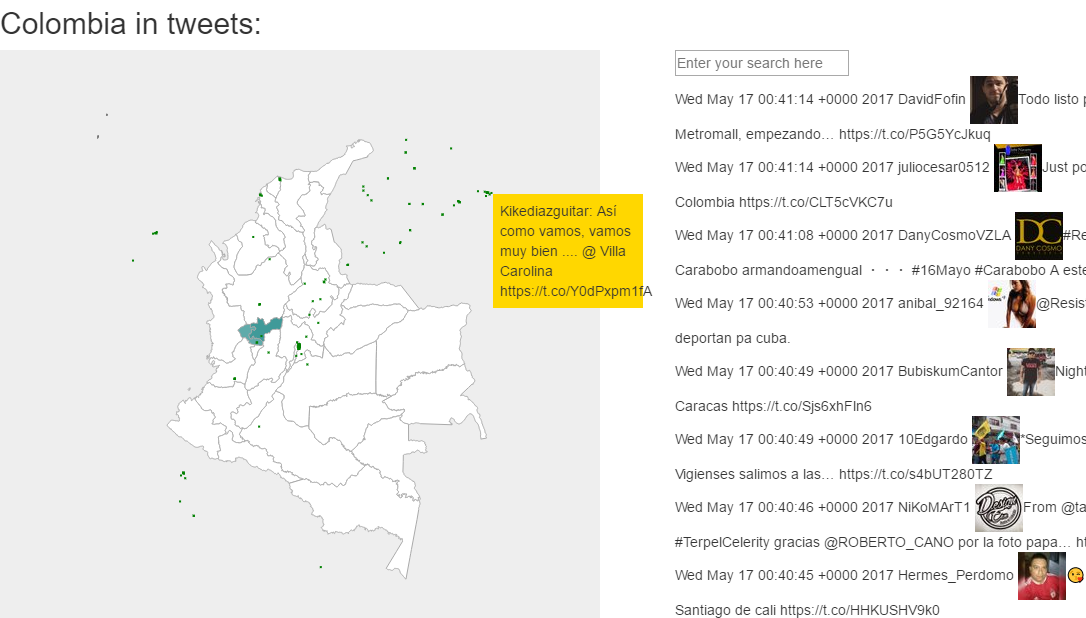 Colombia in tweets:
Enter your search here
Kikediazguitar: Así
como vamos, vamos
muy bien .... @ Villa
Carolina
https://t.co/Y0dPxpm1fA
Wed May 17 00:41:14 +0000 2017 DavidFofin Todo listo p
Metromall, empezando… https://t.co/P5G5YcJkuq
Wed May 17 00:41:14 +0000 2017 juliocesar0512 Just po
Colombia https://t.co/CLT5cVKC7u
Wed May 17 00:41:08 +0000 2017 DanyCosmoVZLA DC DANY COSMO #Re
Carabobo armandoamengual ・・・ #16Mayo #Carabobo A este
Wed May 17 00:40:53 +0000 2017 anibal_92164 @Resis
deportan pa cuba.
Wed May 17 00:40:49 +0000 2017 BubiskumCantor Night
Caracas https://t.co/Sjs6xhFIn6
Wed May 17 00:40:49 +0000 2017 10Edgardo *Seguimos
Vigienses salimos a las… https://t.co/s4bUT280TZ
Wed May 17 00:40:46 +0000 2017 NiKoMArT1 Design From @ta
#TerpelCelerity gracias @ROBERTO_CANO por la foto papa… ht
Wed May 17 00:40:45 +0000 2017 Hermes_Perdomo 😘
Santiago de cali https://t.co/HHKUSHV9k0